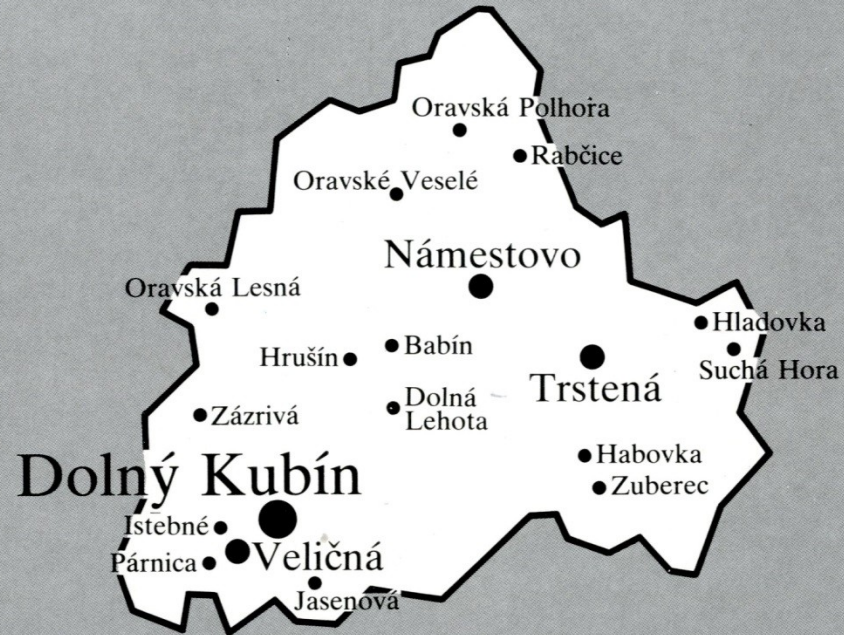 Oravská Polhora
Rabčice
Oravské Veselé
Námestovo
Oravská Lesná
Hladovka
Babín
Hrušín
Suchá Hora
Trstená
Dolná
Lehota
Zázrivá
Habovka
Dolný Kubín
Zuberec
Istebné
Veličná
Párnica
Jasenová